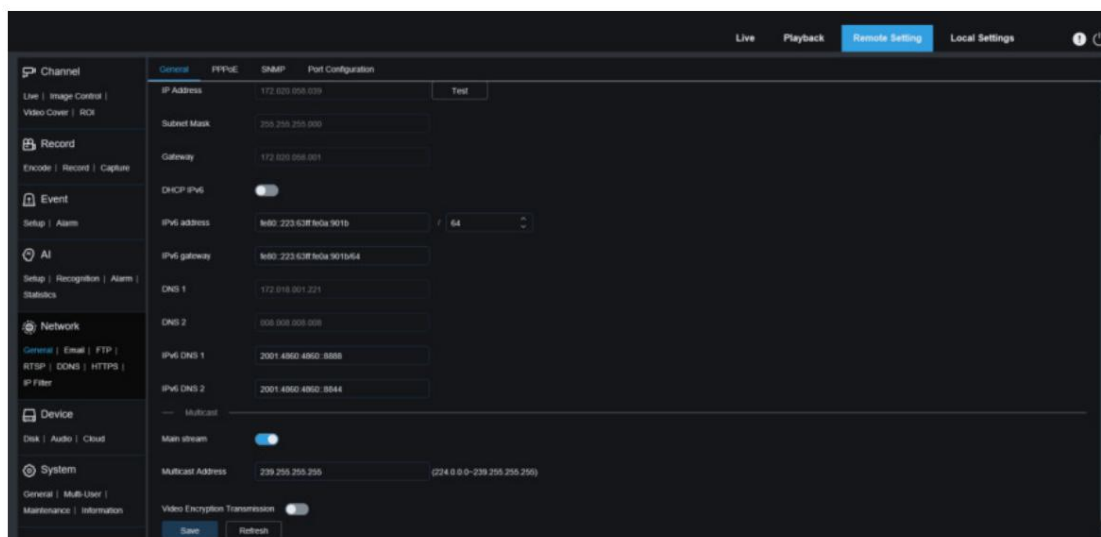 Live Playback Remote Setting Local Settings
Channel
Live | Image Control |
Video Cover | ROI
Record
Encode | Record | Capture
Event
Setup | Alarm
AI
Setup | Recognition | Alarm |
Statistics
Network
General | Email | FTP |
RTSP | DDNS | HTTPS |
IP Filter
Device
Disk | Audio | Cloud
System
General | Multi-User |
Maintenance | Information
General PPPoE SNMP Port Configuration
IP Address 172.020.056.039 Test
Subnet Mask 255.255.255.000
Gateway 172.020.056.001
DHCP IPv6
IPv6 address fe80::223:63ff:fe0a:901b / 64
IPv6 gateway fe80::223:63ff:fe0a:901b/64
DNS 1 172.018.001.221
DNS 2 008.008.008.008
IPv6 DNS 1 2001:4860:4860::8888
IPv6 DNS 2 2001:4860:4860::8844
Multicast
Main stream
Multicast Address 239.255.255.255 (224.0.0.0~239.255.255.255)
Video Encryption Transmission
Save Refresh